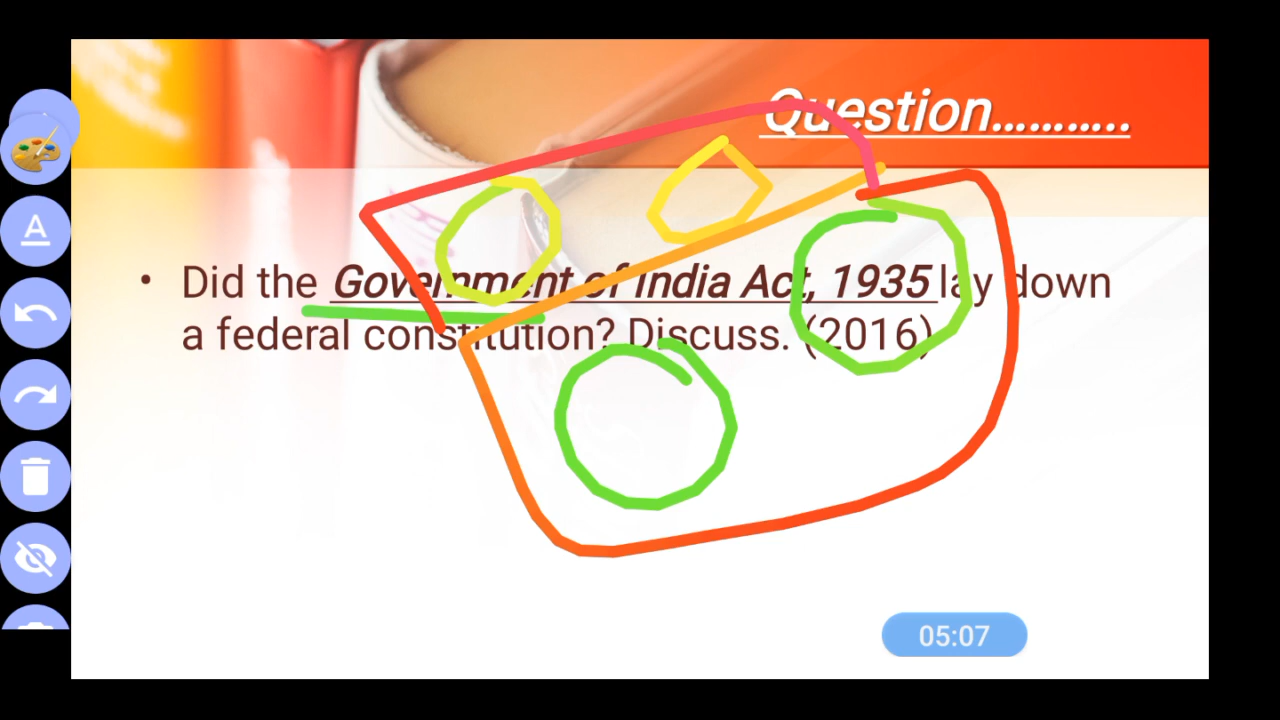 Question………..
• Did the Government of India Act, 1935 lay down
a federal constitution? Discuss. (2016)
A
05:07